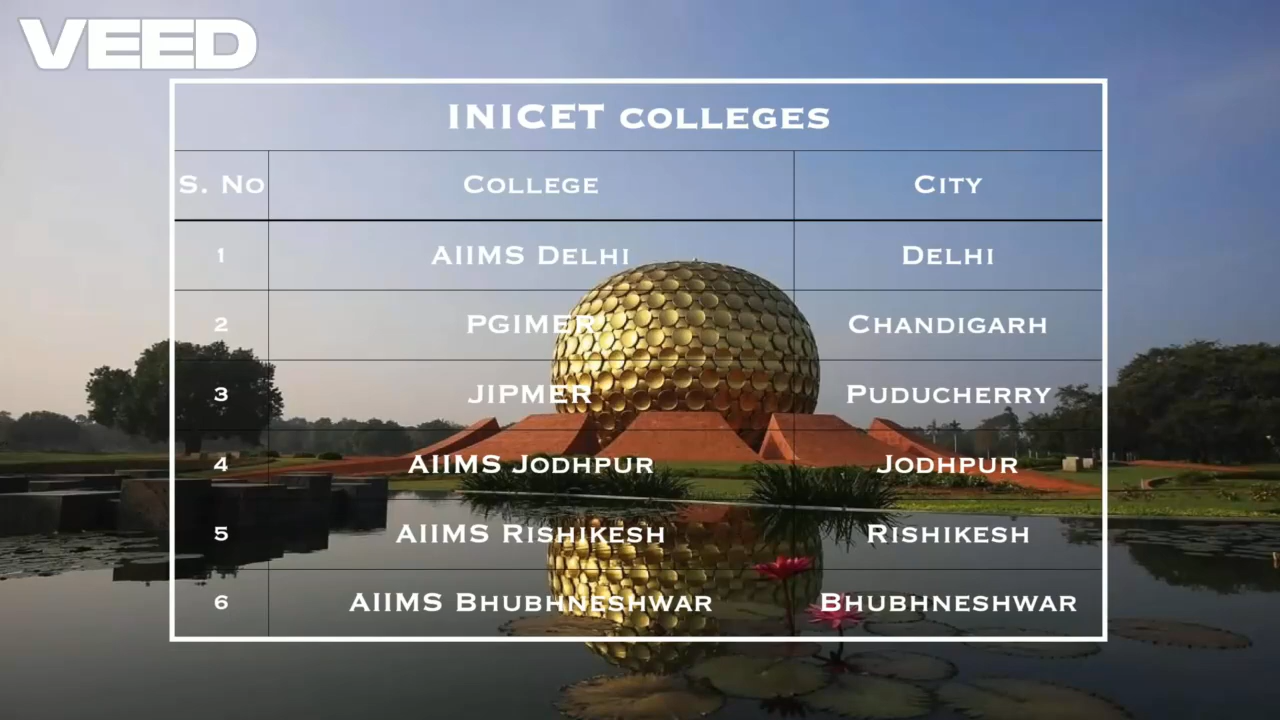 VEED
INICET COLLEGES
S. No College City
1 AIIMS Delhi Delhi
2 PGIMER Chandigarh
3 JIPMER Puducherry
4 AIIMS Jodhpur Jodhpur
5 AIIMS Rishikesh Rishikesh
6 AIIMS Bhubhneshwar Bhubhneshwar